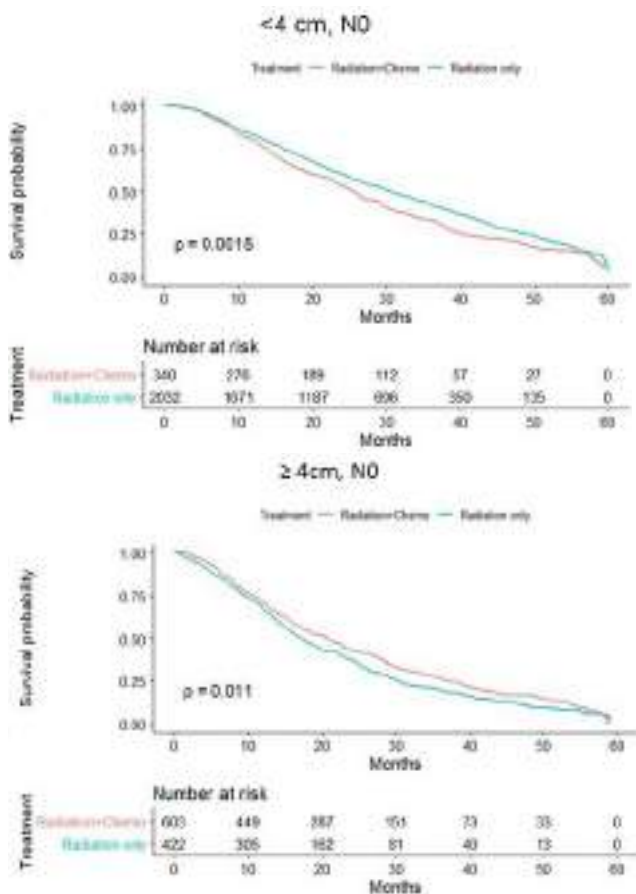 <4 cm, N0
Treatment — Radiation+Chemo — Radiation only
Survival probability
1.00
0.75
0.50
0.25
0.00
p = 0.0015
0 10 20 30 40 50 60
Months
Number at risk
Treatment
Radiation+Chemo 340 276 189 112 57 27 0
Radiation only 2032 1671 1187 696 350 135 0
0 10 20 30 40 50 60
Months
≥ 4cm, N0
Treatment — Radiation+Chemo — Radiation only
Survival probability
1.00
0.75
0.50
0.25
0.00
p = 0.011
0 10 20 30 40 50 60
Months
Number at risk
Treatment
Radiation+Chemo 603 449 267 151 73 33 0
Radiation only 422 305 162 81 40 13 0
0 10 20 30 40 50 60
Months